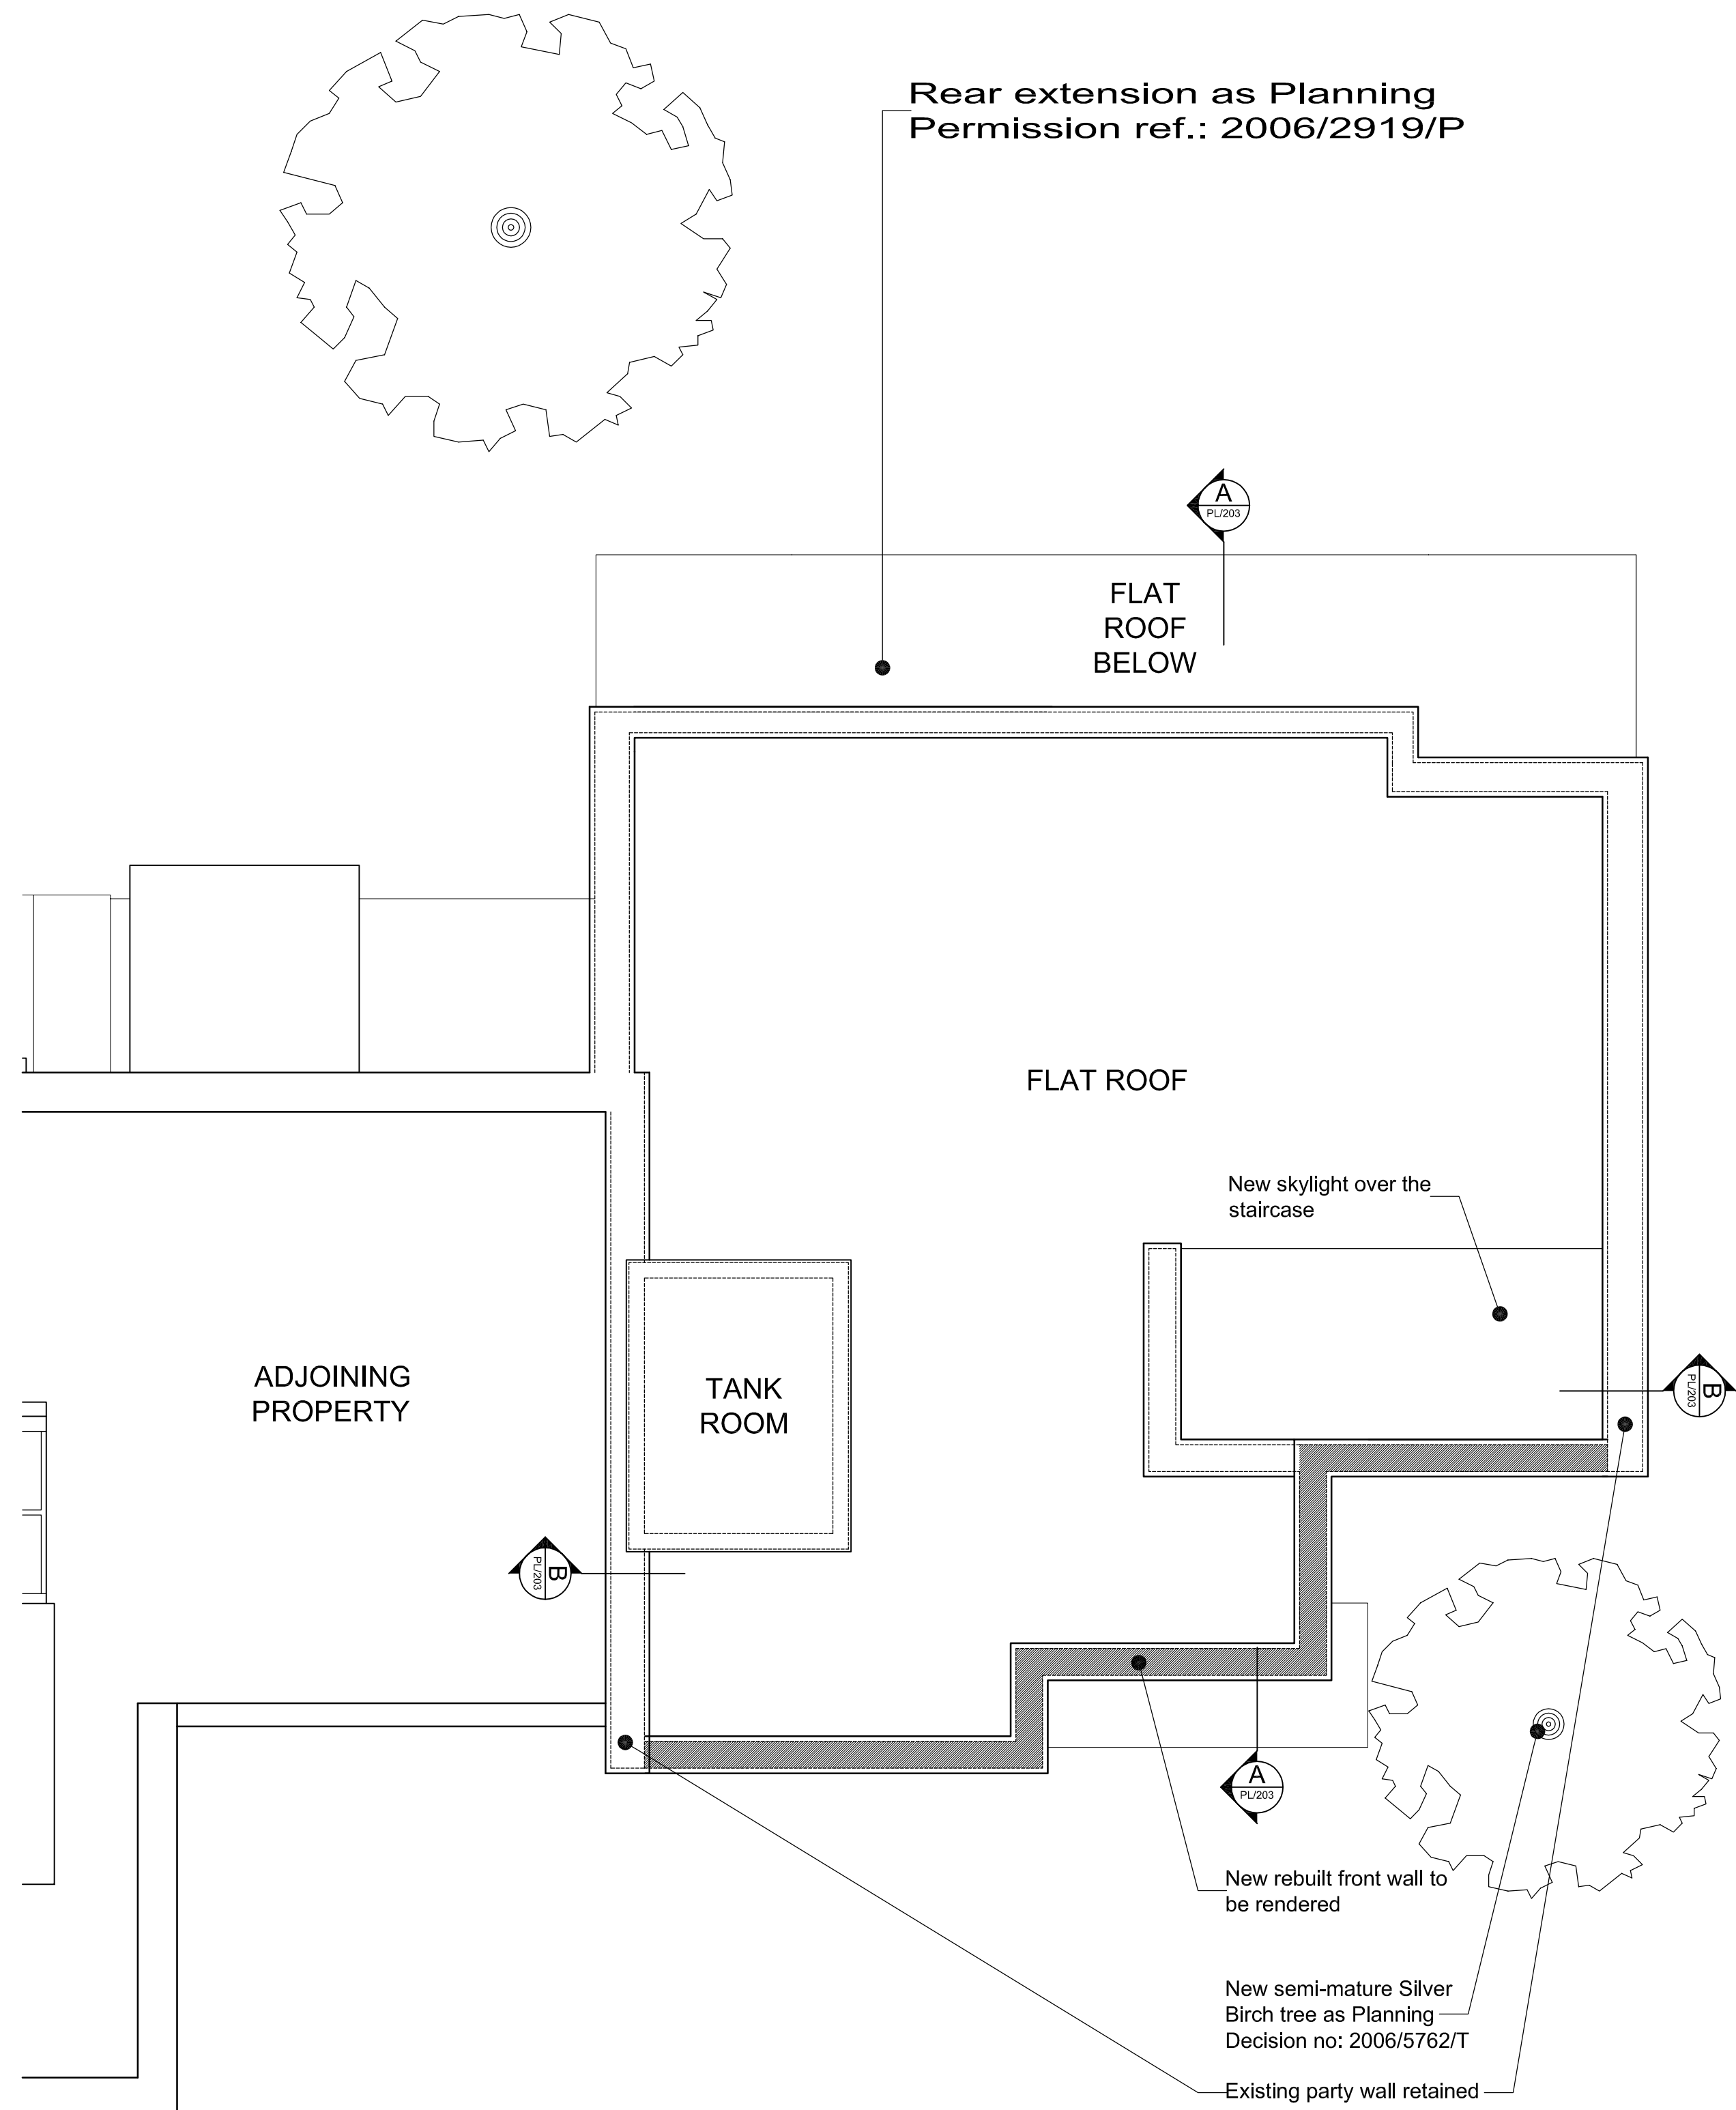 Rear extension as Planning
Permission ref.: 2006/2919/P
A
PL/203
FLAT
ROOF
BELOW
FLAT ROOF
New skylight over the
staircase
ADJOINING
PROPERTY
TANK
ROOM
B
PL/203
B
PL/203
A
PL/203
New rebuilt front wall to
be rendered
New semi-mature Silver
Birch tree as Planning
Decision no: 2006/5762/T
Existing party wall retained